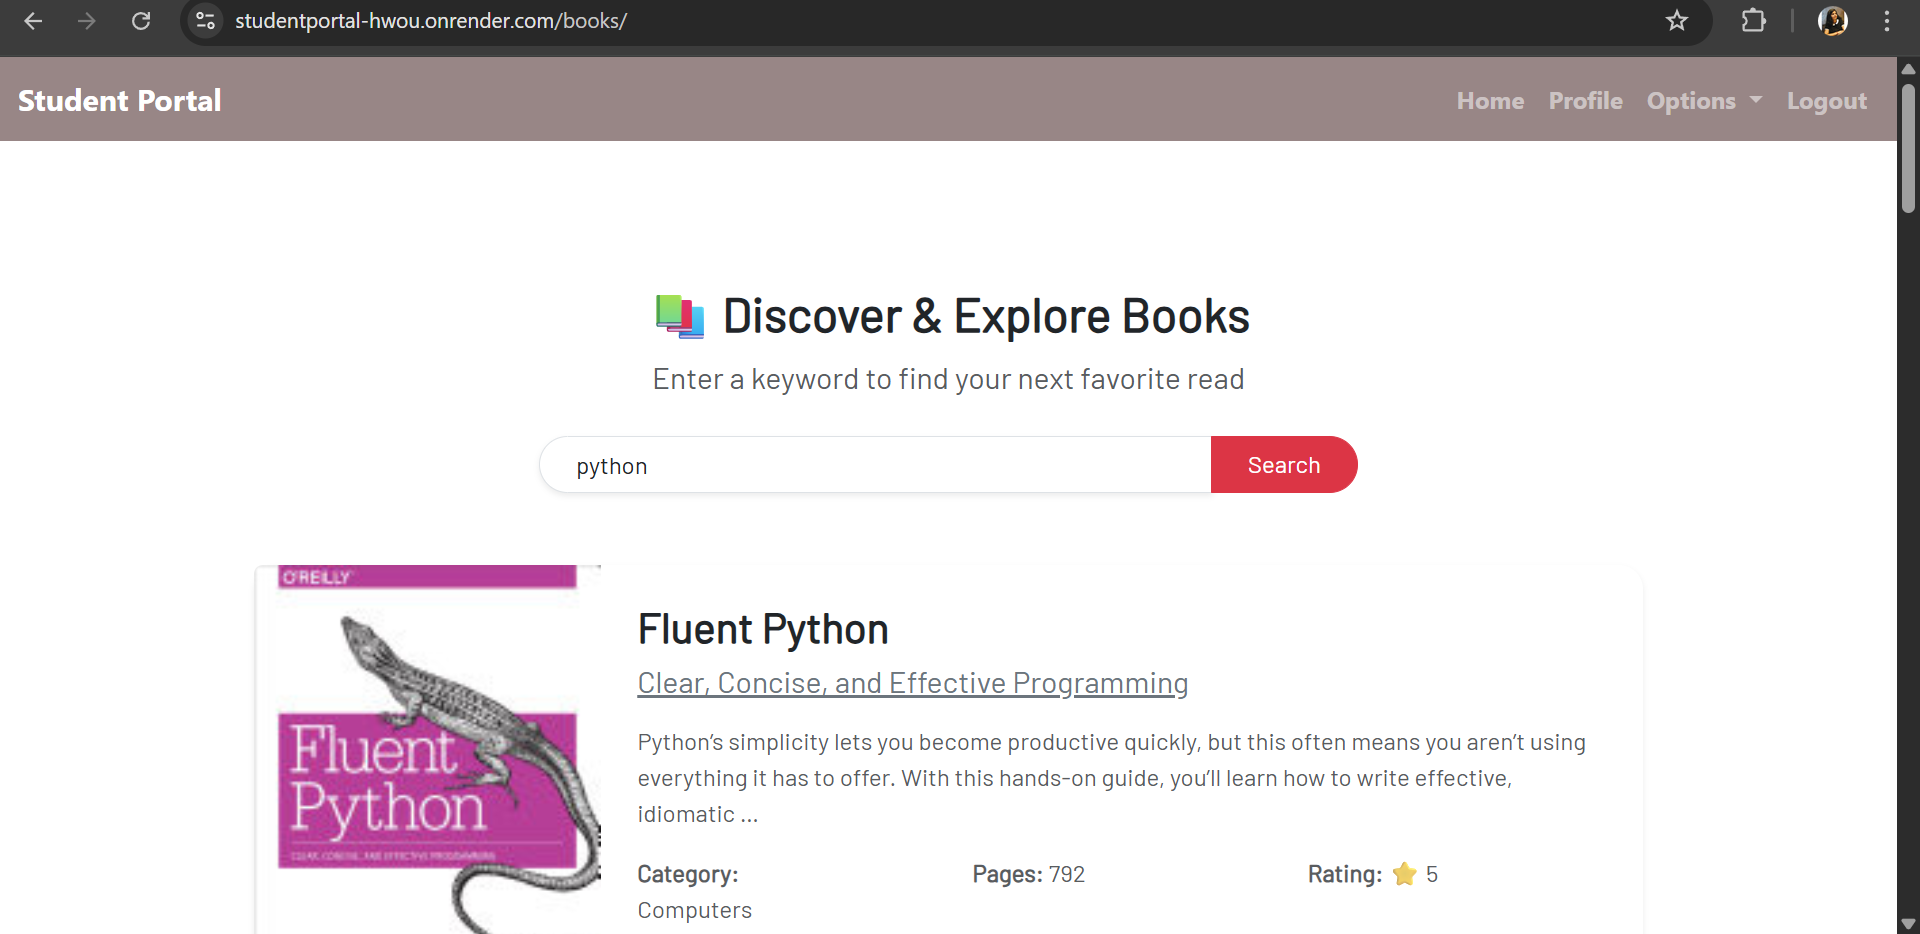 studentportal-hwou.onrender.com/books/
Student Portal
Home Profile Options Logout
Discover & Explore Books
Enter a keyword to find your next favorite read
python
Search
O'REILLY
Fluent
Python
CLEAR, CONCISE, AND EFFECTIVE PROGRAMMING
Fluent Python
Clear, Concise, and Effective Programming
Python’s simplicity lets you become productive quickly, but this often means you aren’t using
everything it has to offer. With this hands-on guide, you’ll learn how to write effective,
idiomatic ...
Category: Pages: 792 Rating: ⭐ 5
Computers